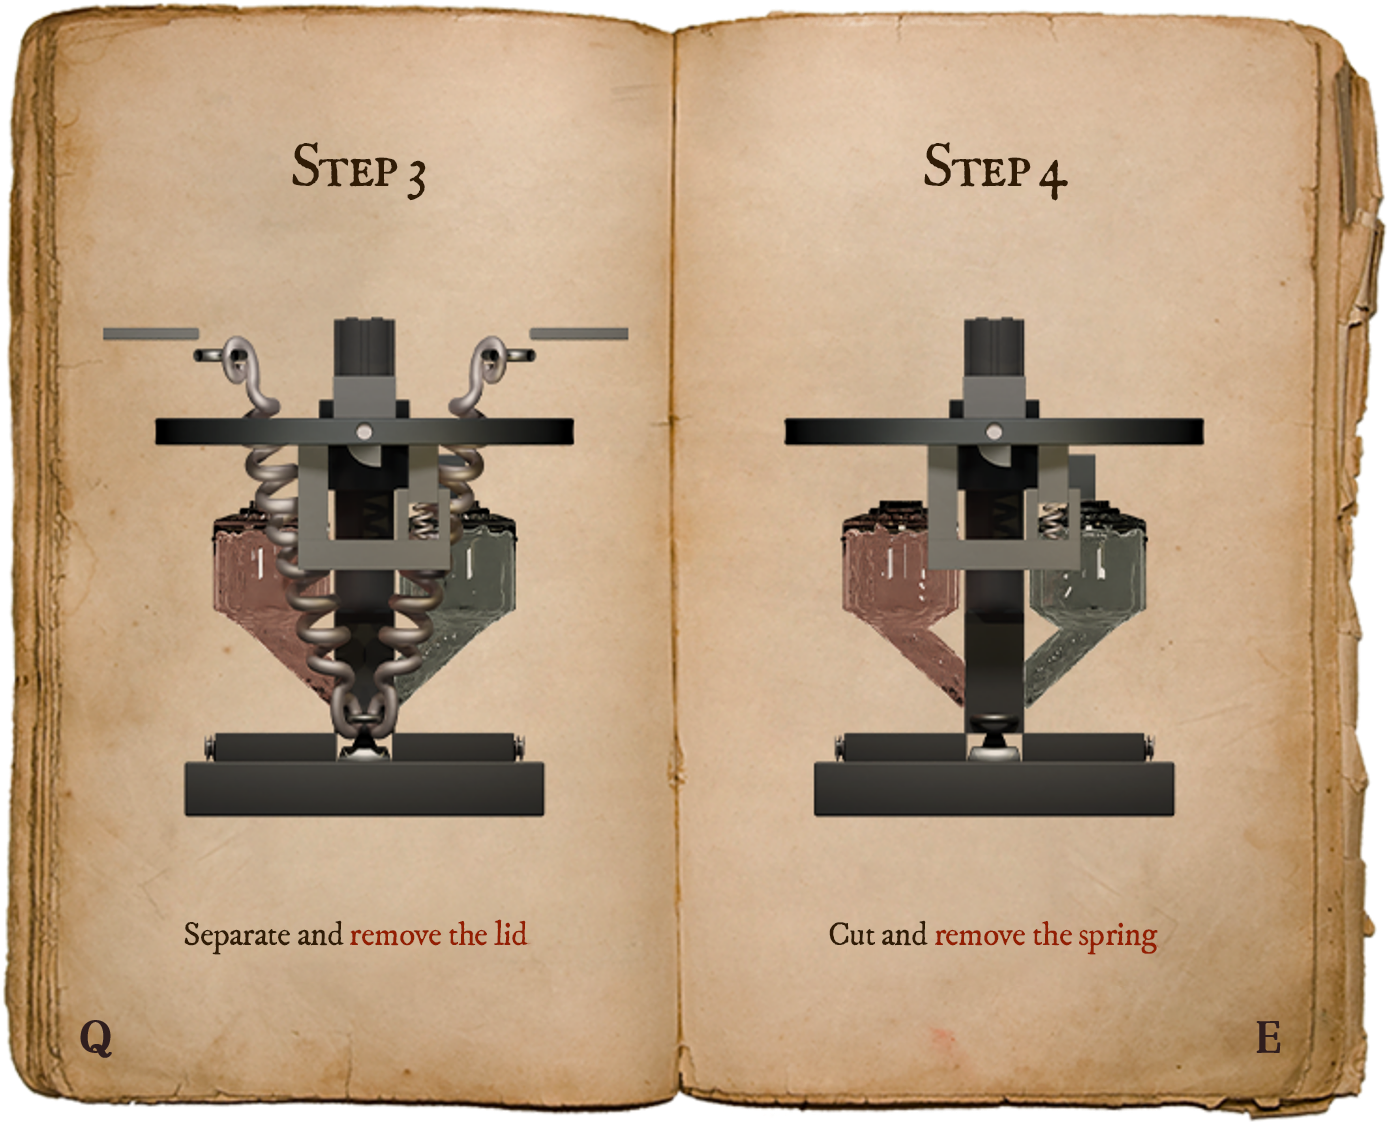 Step 3
Separate and remove the lid
Q
Step 4
Cut and remove the spring
E